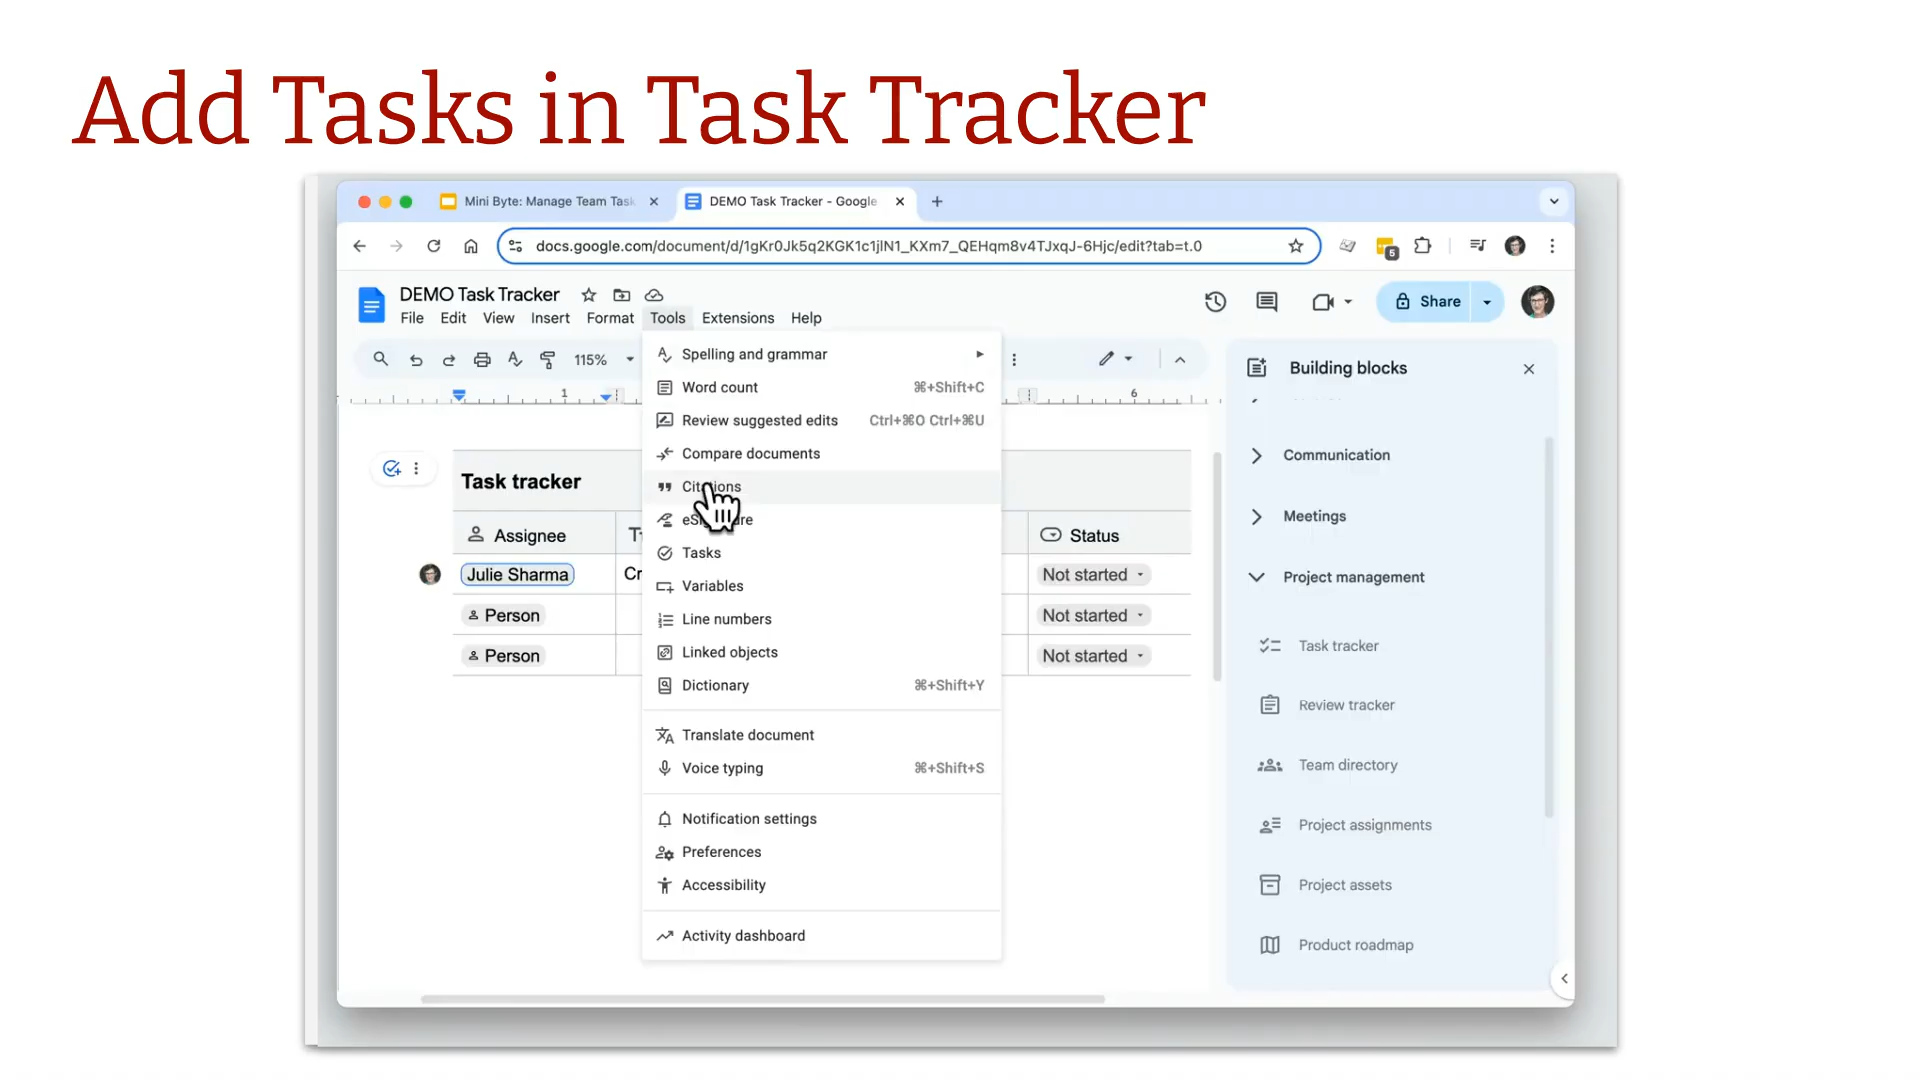 Add Tasks in Task Tracker
Mini Byte: Manage Team Task
DEMO Task Tracker - Google
docs.google.com/document/d/1gKr0Jk5q2KGK1c1jlN1_KXm7_QEHqm8v4TJxqJ-6Hjc/edit?tab=t.0
5
DEMO Task Tracker
File Edit View Insert Format Tools Extensions Help
Share
115%
1
6
Spelling and grammar
Word count ⌘+Shift+C
Review suggested edits Ctrl+⌘O Ctrl+⌘U
Compare documents
Citations
eSignature
Tasks
Variables
Line numbers
Linked objects
Dictionary ⌘+Shift+Y
Translate document
Voice typing ⌘+Shift+S
Notification settings
Preferences
Accessibility
Activity dashboard
Task tracker
Assignee
Status
Julie Sharma Cr Not started
Person Not started
Person Not started
Building blocks
Communication
Meetings
Project management
Task tracker
Review tracker
Team directory
Project assignments
Project assets
Product roadmap